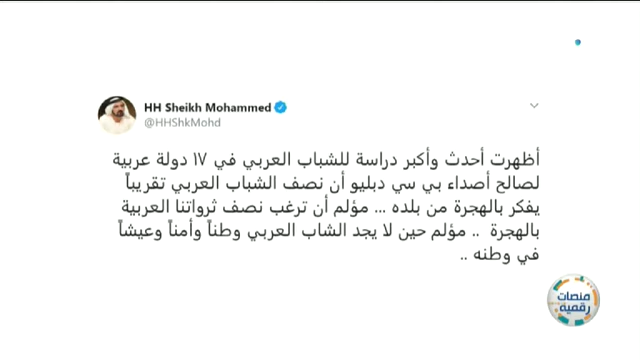 HH Sheikh Mohammed
@HHShkMohd
أظهرت أحدث وأكبر دراسة للشباب العربي في ١٧ دولة عربية
لصالح أصداء بي سي دبليو أن نصف الشباب العربي تقريباً
يفكر بالهجرة من بلده ... مؤلم أن ترغب نصف ثرواتنا العربية
بالهجرة .. مؤلم حين لا يجد الشاب العربي وطناً وأمناً وعيشاً
في وطنه ..
منصات
رقمية